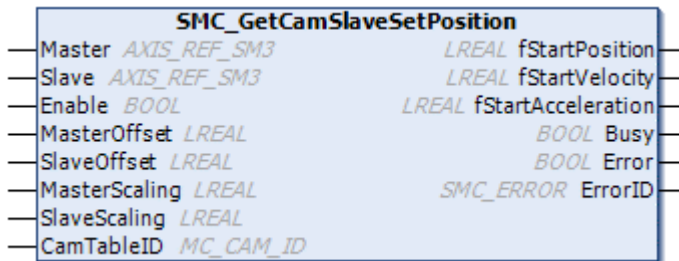 SMC_GetCamSlaveSetPosition
Master AXIS_REF_SM3 LREAL fStartPosition
Slave AXIS_REF_SM3 LREAL fStartVelocity
Enable BOOL LREAL fStartAcceleration
MasterOffset LREAL BOOL Busy
SlaveOffset LREAL BOOL Error
MasterScaling LREAL SMC_ERROR ErrorID
SlaveScaling LREAL
CamTableID MC_CAM_ID